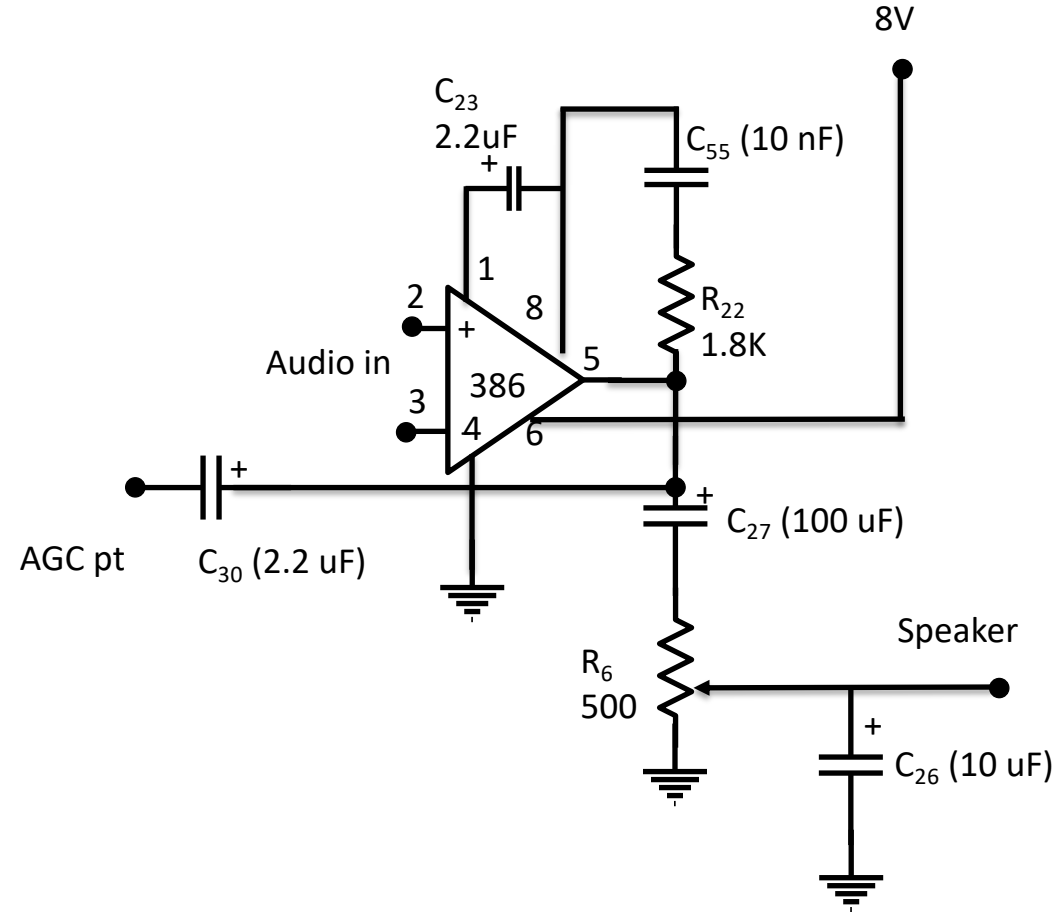 8V
C₂₃
2.2uF
+
C₅₅ (10 nF)
1
2
8
R₂₂
1.8K
+
5
Audio in
386
3
-4
6
+
+
C₂₇ (100 uF)
AGC pt
C₃₀ (2.2 uF)
Speaker
R₆
500
+
C₂₆ (10 uF)